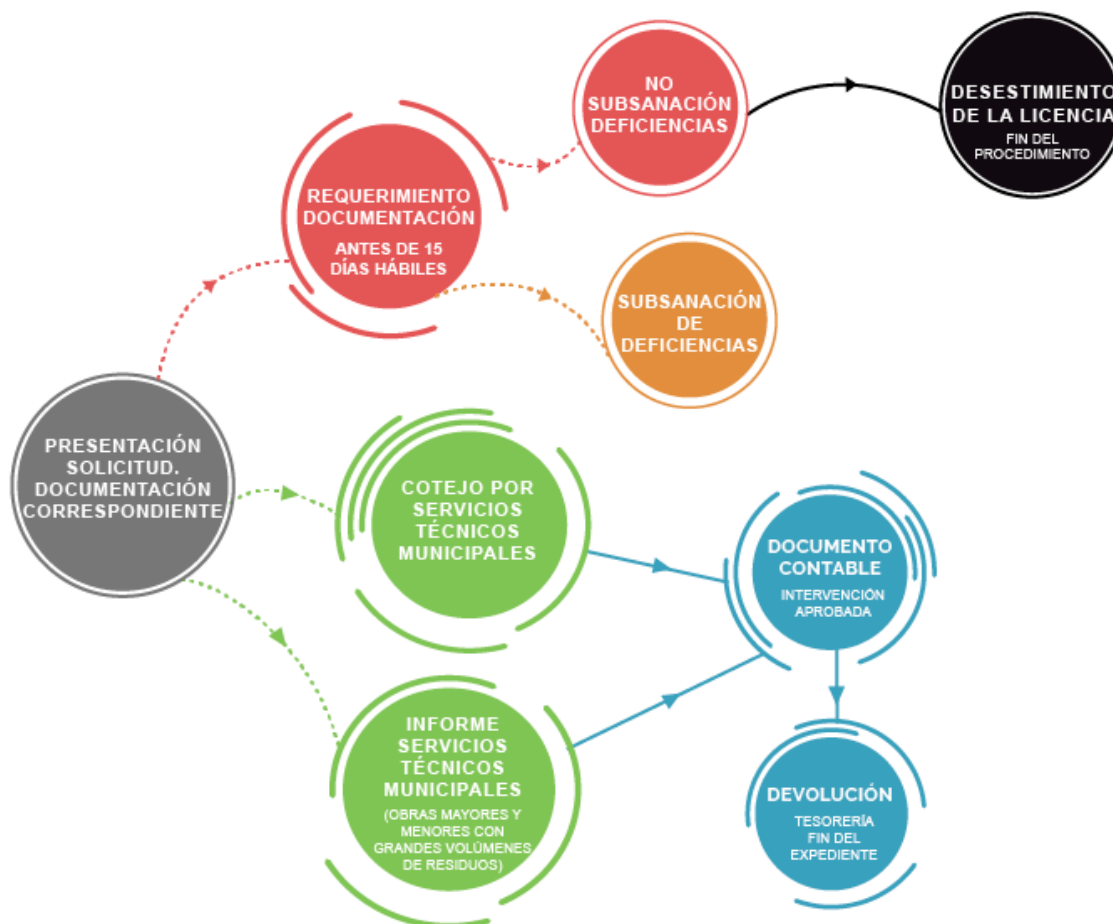 NO
SUBSANACIÓN
DEFICIENCIAS
DESESTIMIENTO
DE LA LICENCIA
FIN DEL
PROCEDIMIENTO
REQUERIMIENTO
DOCUMENTACIÓN
ANTES DE 15
DÍAS HÁBILES
SUBSANACIÓN
DE
DEFICIENCIAS
PRESENTACIÓN
SOLICITUD.
DOCUMENTACIÓN
CORRESPONDIENTE
COTEJO POR
SERVICIOS
TÉCNICOS
MUNICIPALES
DOCUMENTO
CONTABLE
INTERVENCIÓN
APROBADA
INFORME
SERVICIOS
TÉCNICOS
MUNICIPALES
(OBRAS MAYORES Y
MENORES CON
GRANDES VOLÚMENES
DE RESIDUOS)
DEVOLUCIÓN
TESORERÍA
FIN DEL
EXPEDIENTE